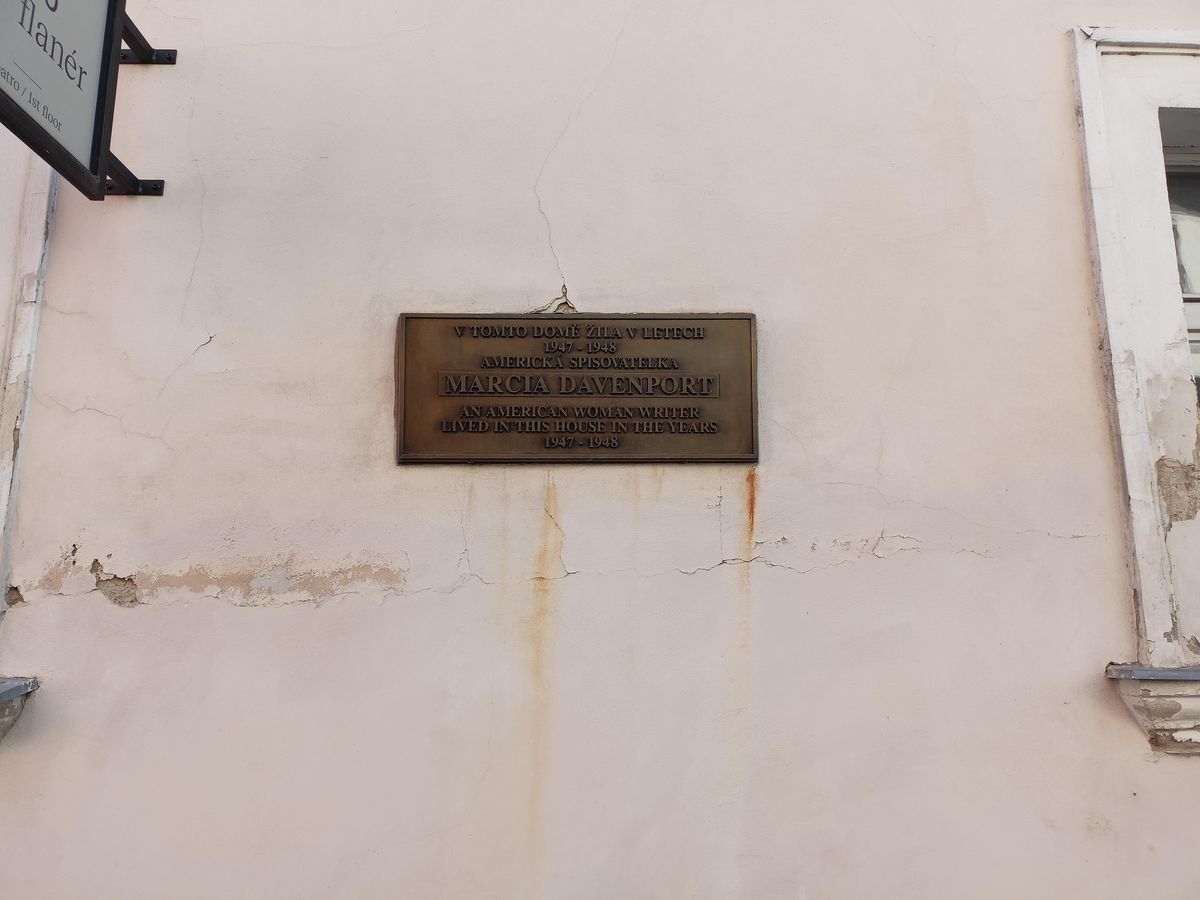 flanér
patro / 1st floor
V TOMTO DOMĚ ŽILA V LETECH
1947 - 1948
AMERICKÁ SPISOVATELKA
MARCIA DAVENPORT
AN AMERICAN WOMAN WRITER
LIVED IN THIS HOUSE IN THE YEARS
1947 - 1948